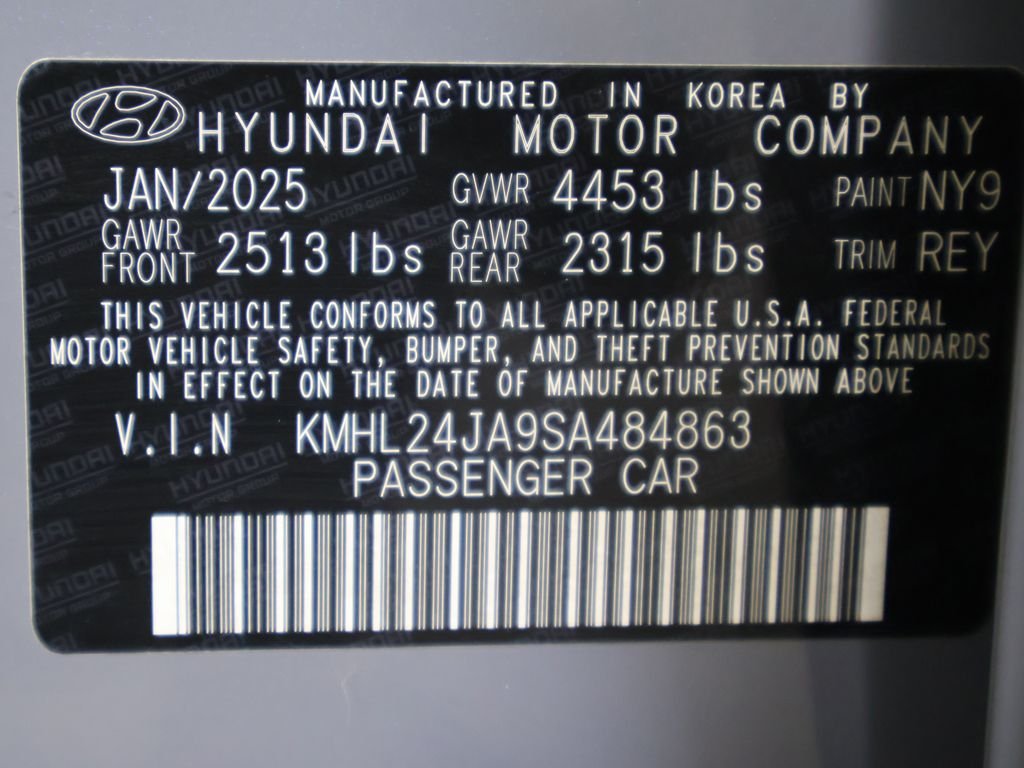 MANUFACTURED IN KOREA BY
HYUNDAI MOTOR COMPANY
JAN/2025 GVWR 4453 lbs PAINT NY9
GAWR FRONT 2513 lbs GAWR REAR 2315 lbs TRIM REY
THIS VEHICLE CONFORMS TO ALL APPLICABLE U.S.A. FEDERAL
MOTOR VEHICLE SAFETY, BUMPER, AND THEFT PREVENTION STANDARDS
IN EFFECT ON THE DATE OF MANUFACTURE SHOWN ABOVE
V.I.N KMHL24JA9SA484863
PASSENGER CAR